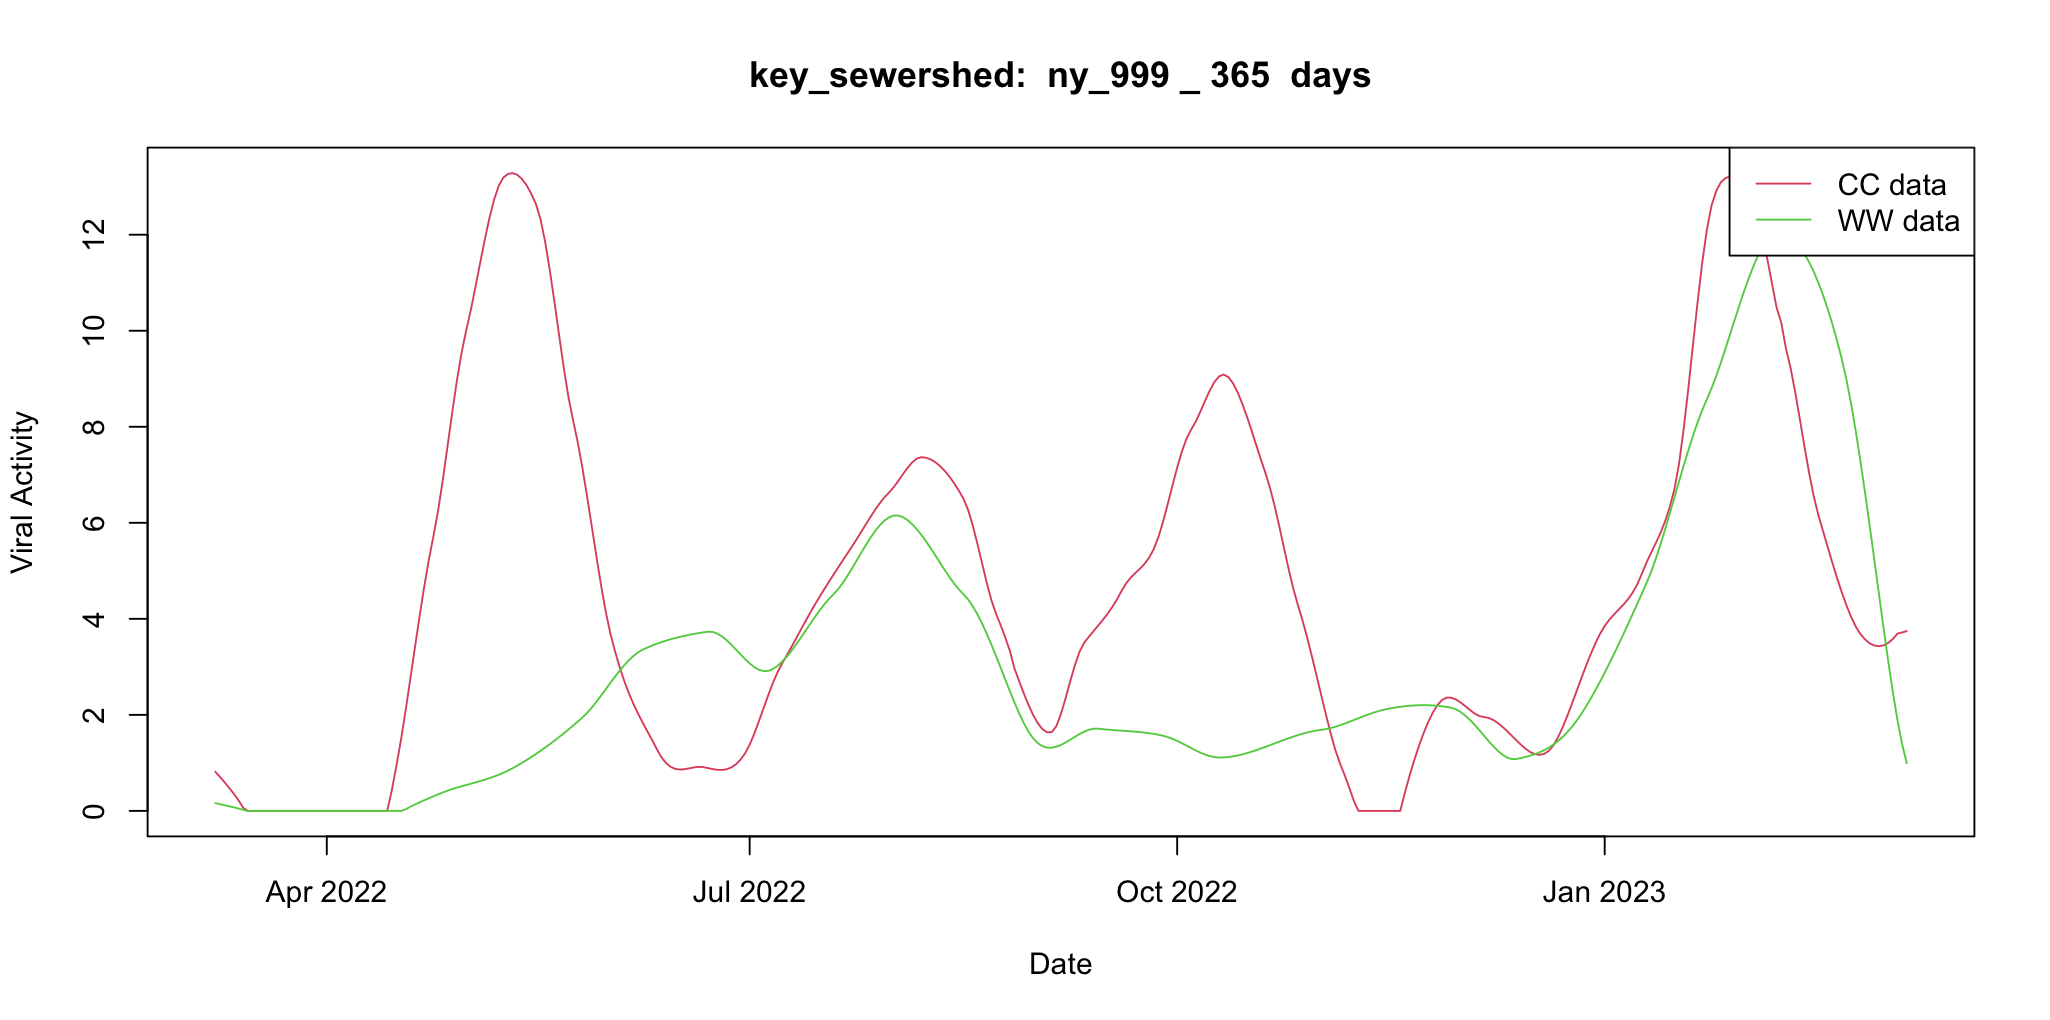 key_sewershed:  ny_999 _ 365  days
CC data
WW data
12
10
8
6
4
2
0
Viral Activity
Apr 2022
Jul 2022
Oct 2022
Jan 2023
Date